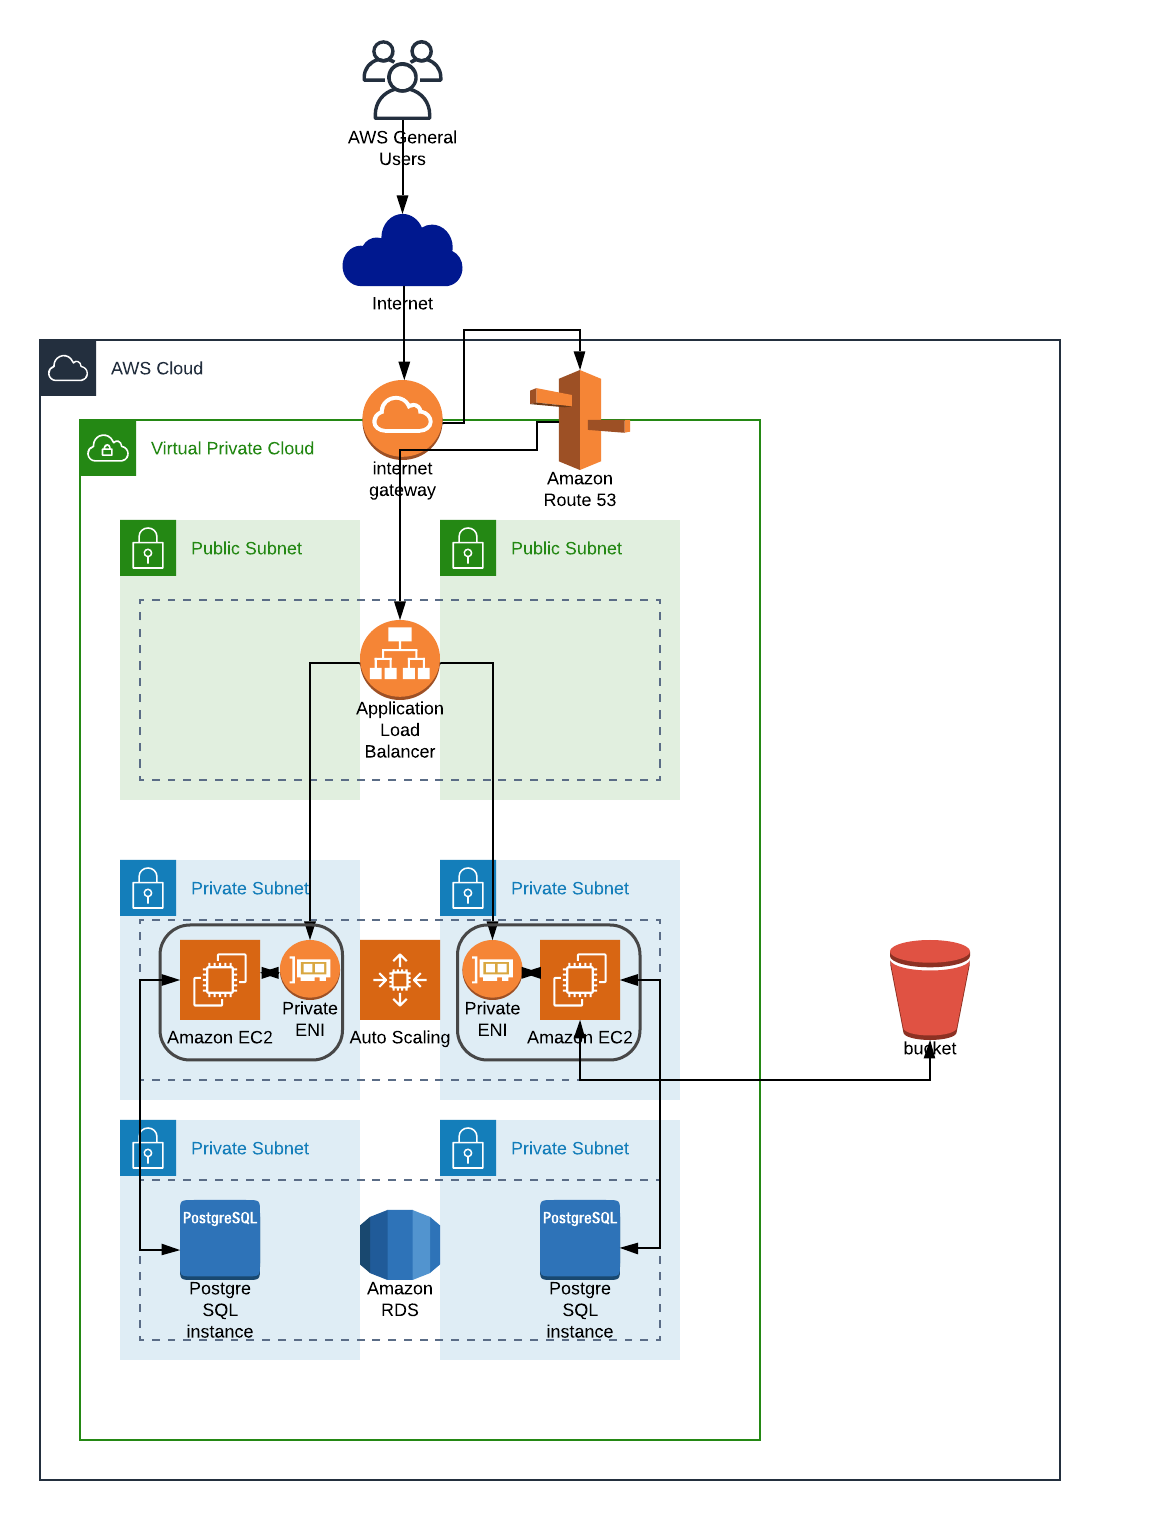 AWS General
Users
Internet
AWS Cloud
Virtual Private Cloud
internet
gateway
Amazon
Route 53
Public Subnet
Public Subnet
Application
Load
Balancer
Private Subnet
Private Subnet
Amazon EC2
Private
ENI
Auto Scaling
Private
ENI
Amazon EC2
bucket
Private Subnet
Private Subnet
PostgreSQL
Postgre
SQL
instance
Amazon
RDS
PostgreSQL
Postgre
SQL
instance